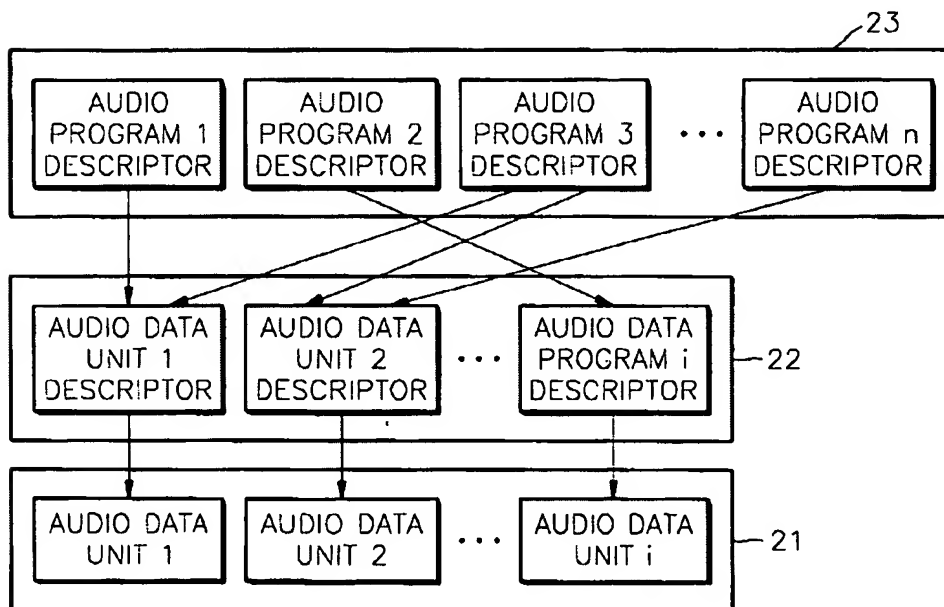 23
AUDIO
PROGRAM 1
DESCRIPTOR
AUDIO
PROGRAM 2
DESCRIPTOR
AUDIO
PROGRAM 3
DESCRIPTOR
...
AUDIO
PROGRAM n
DESCRIPTOR
AUDIO DATA
UNIT 1
DESCRIPTOR
AUDIO DATA
UNIT 2
DESCRIPTOR
...
AUDIO DATA
PROGRAM i
DESCRIPTOR
22
AUDIO DATA
UNIT 1
AUDIO DATA
UNIT 2
...
AUDIO DATA
UNIT i
21